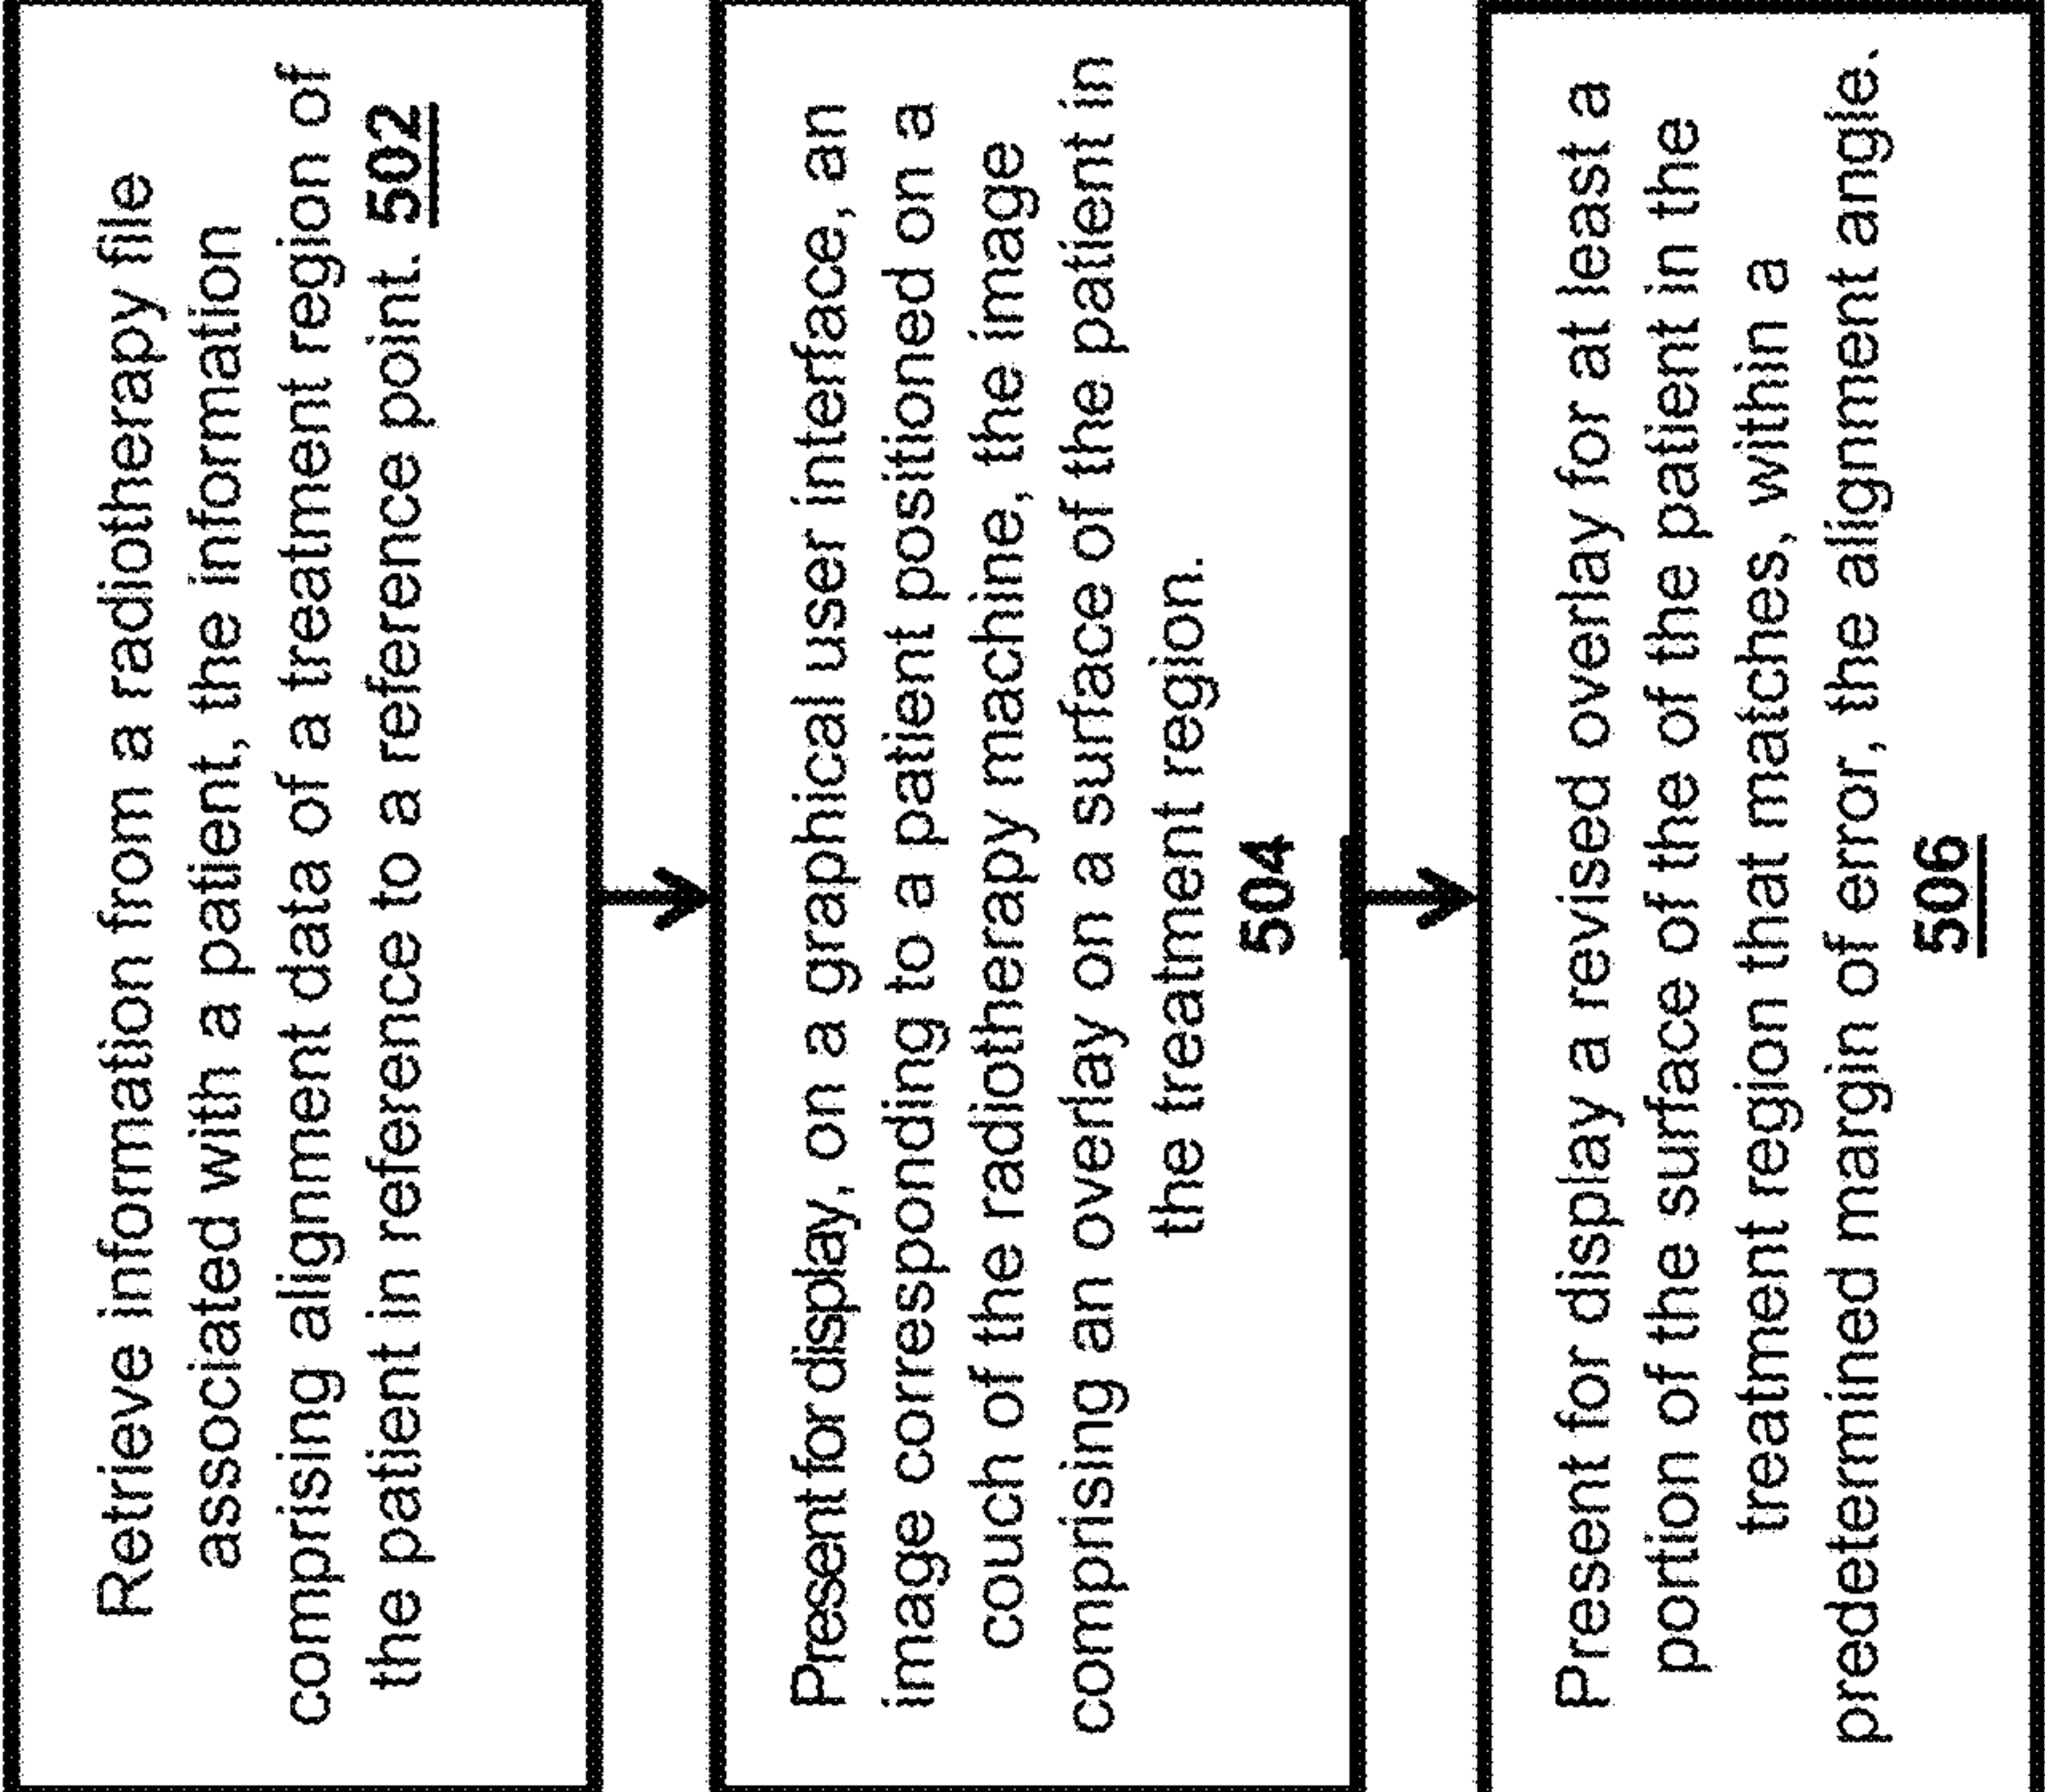 Retrieve information from a radiotherapy file
associated with a patient, the information
comprising alignment data of a treatment region of
the patient in reference to a reference point. 502
Present for display, on a graphical user interface, an
image corresponding to a patient positioned on a
couch of the radiotherapy machine, the image
comprising an overlay on a surface of the patient in
the treatment region.
504
Present for display a revised overlay for at least a
portion of the surface of the of the patient in the
treatment region that matches, within a
predetermined margin of error, the alignment angle.
506